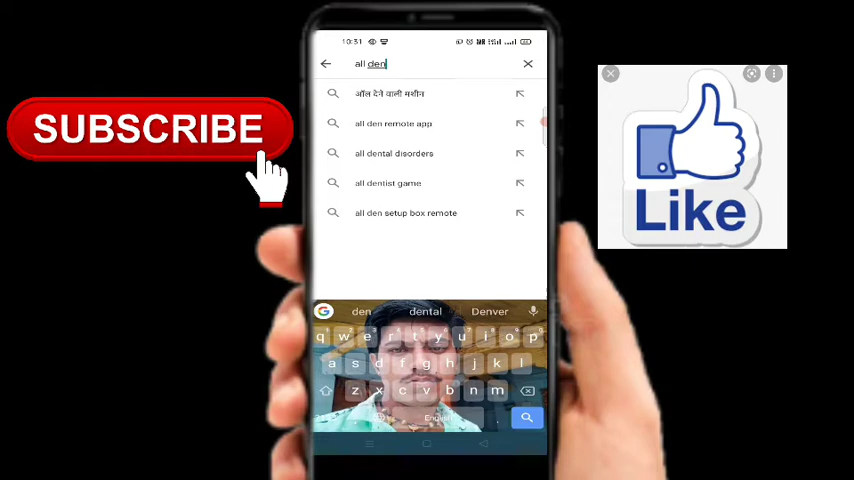 10:31
all den
ऑल देने वाली मशीन
all den remote app
all dental disorders
all dentist game
all den setup box remote
SUBSCRIBE
Like
den dental Denver
q w e r t y u i o p
a s d f g h j k l
z x c v b n m
English